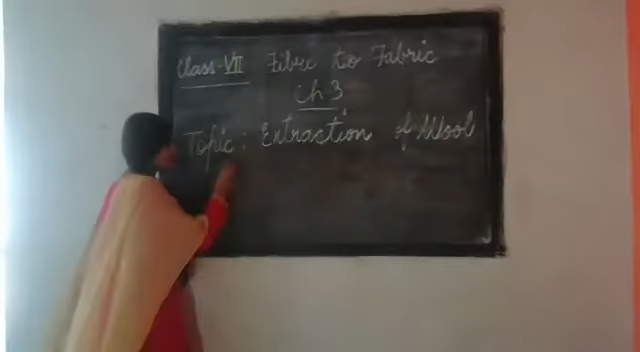 Class-VII Fibre to Fabric
Ch 3
Topic: Extraction of Wool